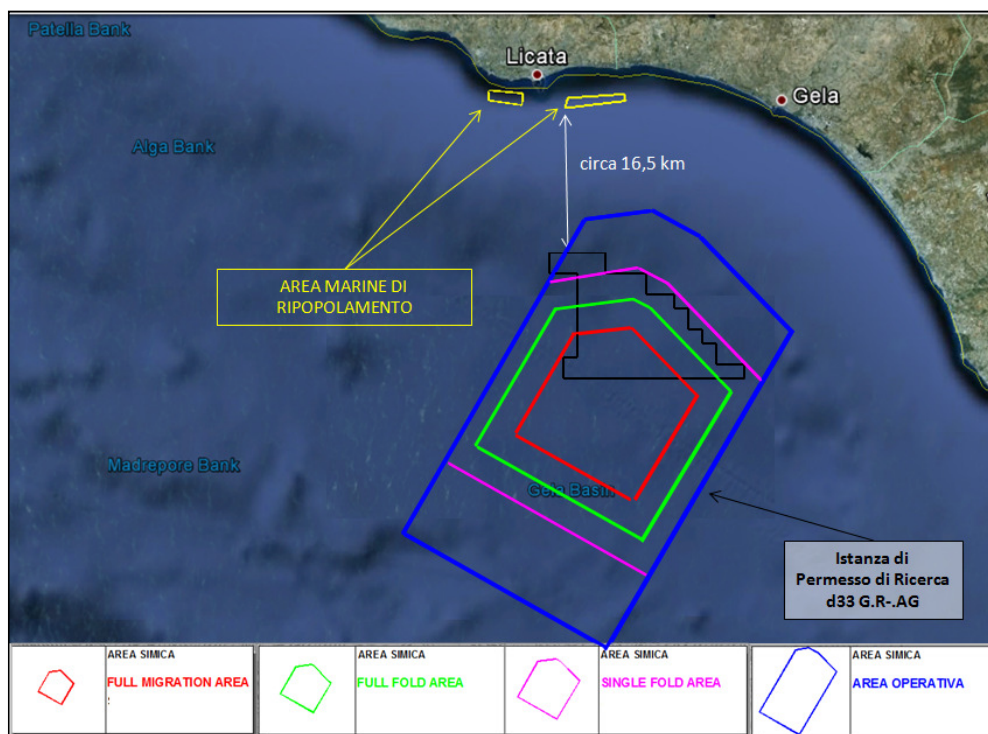 Patella Bank
Licata
Gela
Alga Bank
circa 16,5 km
AREA MARINE DI
RIPOPOLAMENTO
Madrepore Bank
Gela Basin
Istanza di
Permesso di Ricerca
d33 G.R-.AG
AREA SIMICA
FULL MIGRATION AREA
:
AREA SIMICA
FULL FOLD AREA
AREA SIMICA
SINGLE FOLD AREA
AREA SIMICA
AREA OPERATIVA